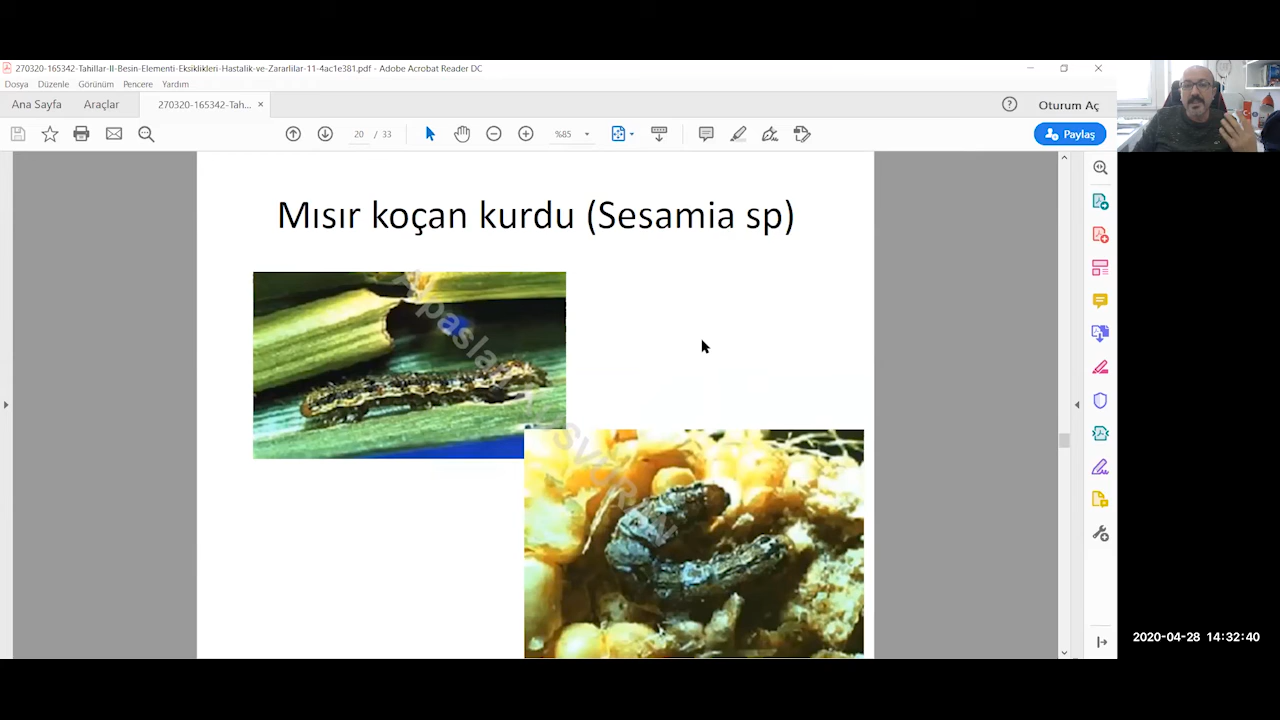 270320-165342-Tahillar-II-Besin-Elementi-Eksiklikleri-Hastalik-ve-Zararlilar-11-4ac1e381.pdf - Adobe Acrobat Reader DC
Dosya Düzenle Görünüm Pencere Yardım
Ana Sayfa Araçlar 270320-165342-Tah... Oturum Aç
20 / 33 %85 Paylaş
Mısır koçan kurdu (Sesamia sp)
2020-04-28 14:32:40